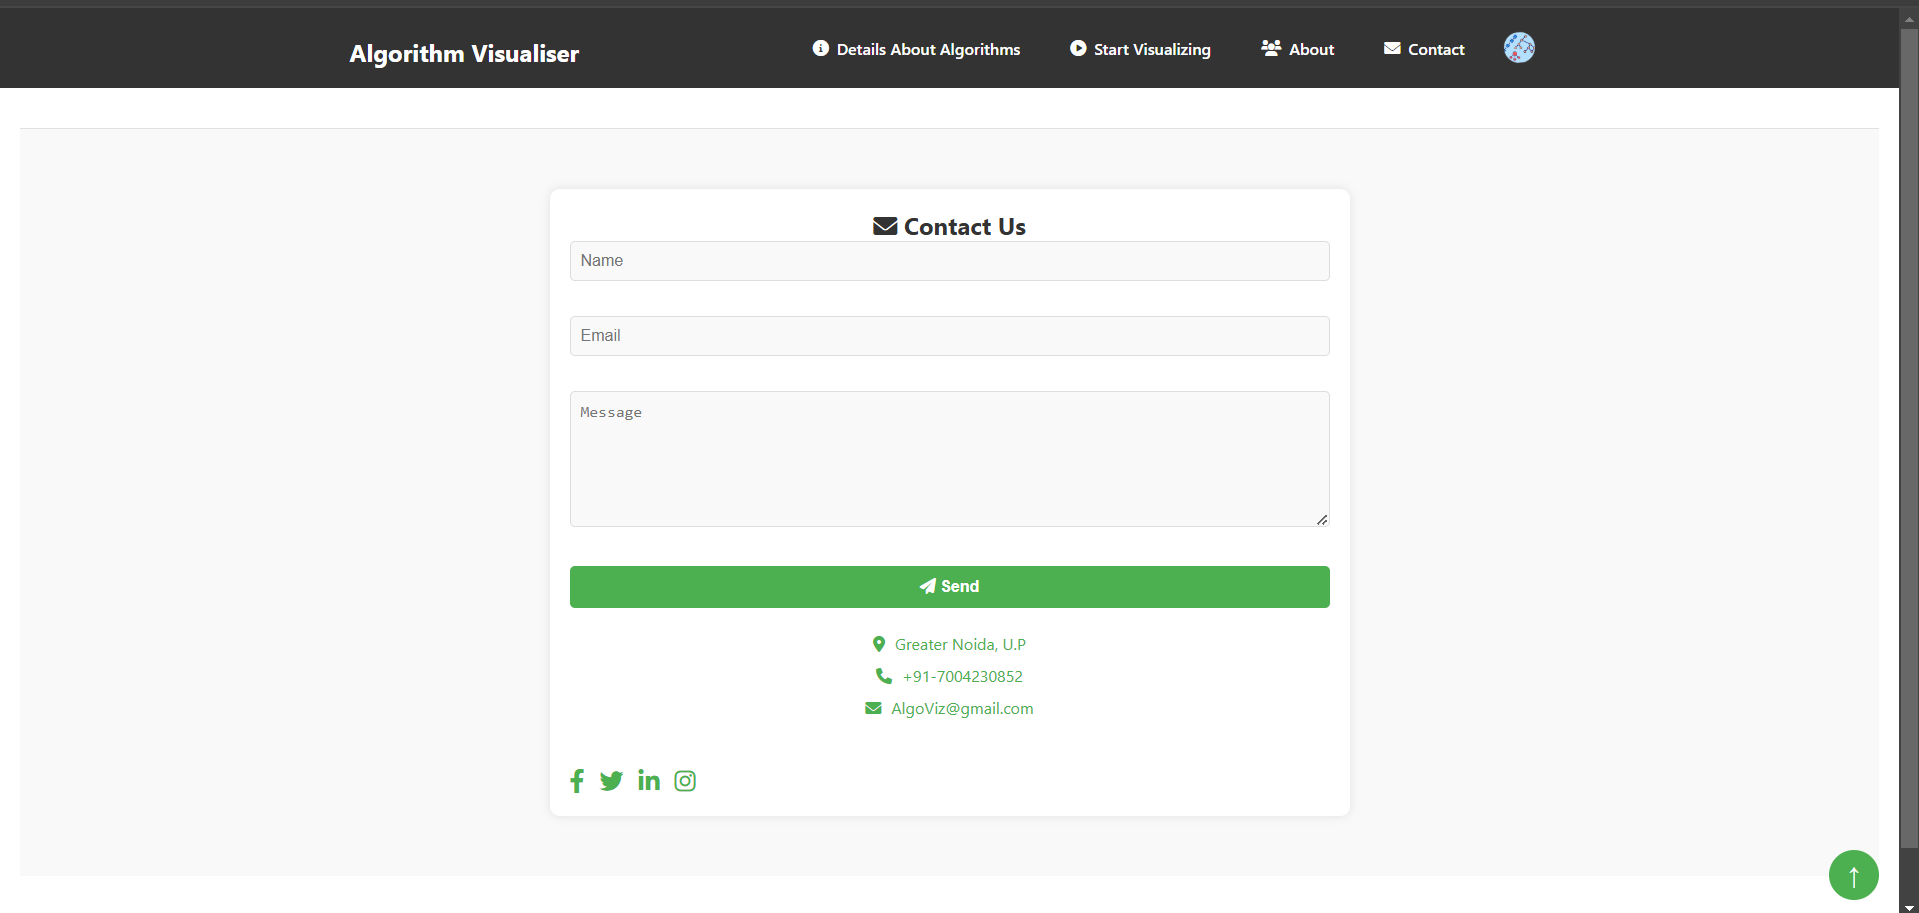 Algorithm Visualiser
Details About Algorithms
Start Visualizing
About
Contact
Contact Us
Name
Email
Message
Send
Greater Noida, U.P
+91-7004230852
AlgoViz@gmail.com